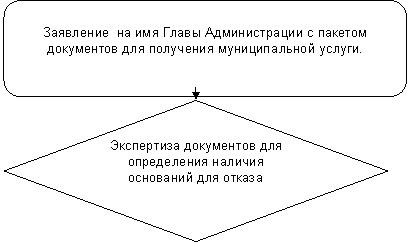 Заявление на имя Главы Администрации с пакетом
документов для получения муниципальной услуги.
Экспертиза документов для
определения наличия
оснований для отказа